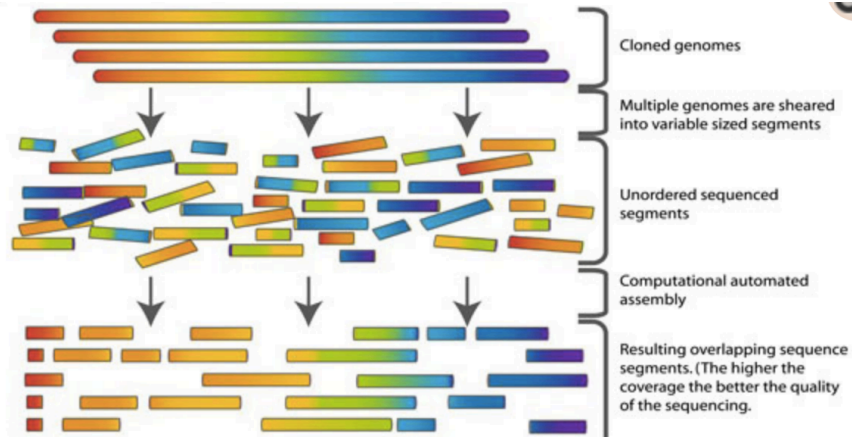 Cloned genomes
Multiple genomes are sheared
into variable sized segments
Unordered sequenced
segments
Computational automated
assembly
Resulting overlapping sequence
segments. (The higher the
coverage the better the quality
of the sequencing.